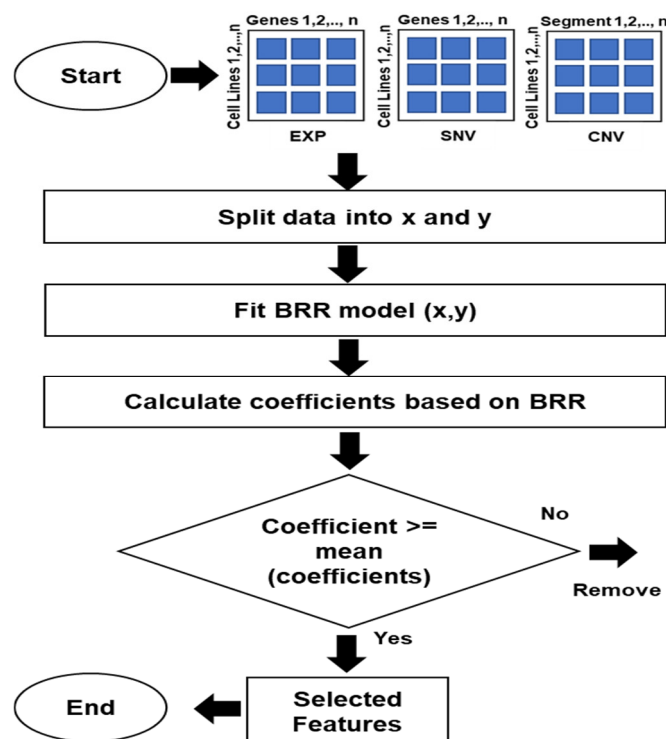 Genes 1,2,.., n
Genes 1,2,.., n
Segment 1,2,.., n
Cell Lines 1,2,..,n
Cell Lines 1,2,..,n
Cell Lines 1,2,..,n
Start
EXP
SNV
CNV
Split data into x and y
Fit BRR model (x,y)
Calculate coefficients based on BRR
Coefficient >=
mean
(coefficients)
No
Remove
Yes
Selected
Features
End